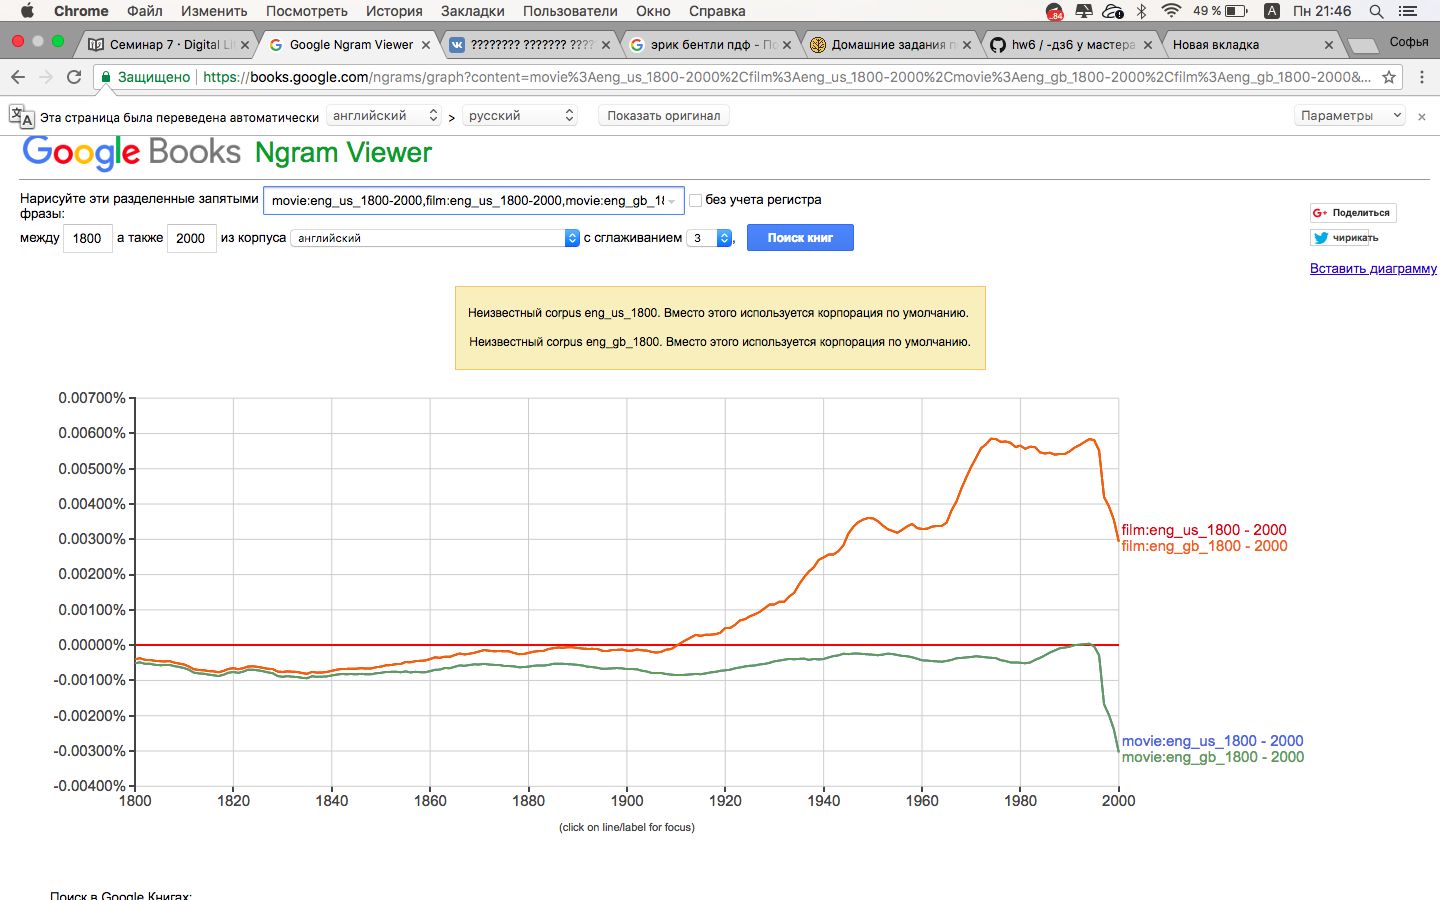 Chrome Файл Изменить Посмотреть История Закладки Пользователи Окно Справка 84 49 % A Пн 21:46
Семинар 7 · Digital Li Google Ngram Viewer ???????? ??????? ???? эрик бентли пдф - По Домашние задания п hw6 / -дз6 у мастера Новая вкладка Софья
Защищено https://books.google.com/ngrams/graph?content=movie%3Aeng_us_1800-2000%2Cfilm%3Aeng_us_1800-2000%2Cmovie%3Aeng_gb_1800-2000%2Cfilm%3Aeng_gb_1800-2000&...
Эта страница была переведена автоматически английский > русский Показать оригинал Параметры
Google Books Ngram Viewer
Нарисуйте эти разделенные запятыми фразы: movie:eng_us_1800-2000,film:eng_us_1800-2000,movie:eng_gb_18 без учета регистра
между 1800 а также 2000 из корпуса английский с сглаживанием 3 , Поиск книг
G+ Поделиться
чирикать
Вставить диаграмму
Неизвестный corpus eng_us_1800. Вместо этого используется корпорация по умолчанию.
Неизвестный corpus eng_gb_1800. Вместо этого используется корпорация по умолчанию.
0.00700%
0.00600%
0.00500%
0.00400%
0.00300%
0.00200%
0.00100%
0.00000%
-0.00100%
-0.00200%
-0.00300%
-0.00400%
film:eng_us_1800 - 2000
film:eng_gb_1800 - 2000
movie:eng_us_1800 - 2000
movie:eng_gb_1800 - 2000
1800 1820 1840 1860 1880 1900 1920 1940 1960 1980 2000
(click on line/label for focus)
Поиск в Google Книгах: